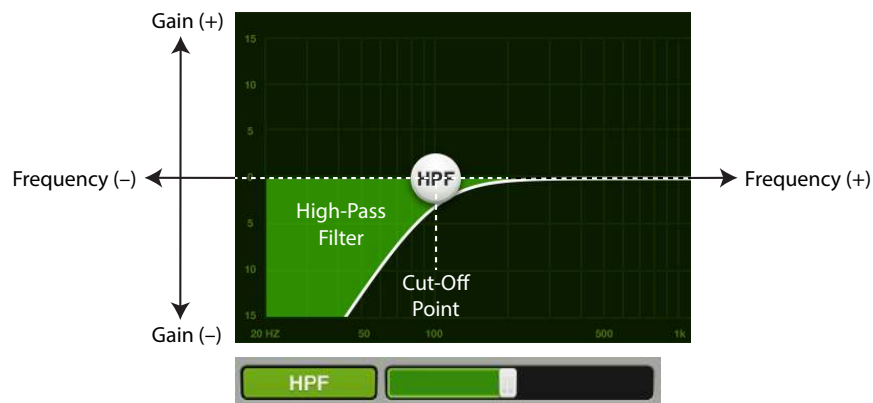 Gain (+)
15
10
5
Frequency (–)
0
HPF
Frequency (+)
High-Pass
Filter
5
10
Cut-Off
Point
15
Gain (–)
20 HZ 50 100 500 1k
HPF